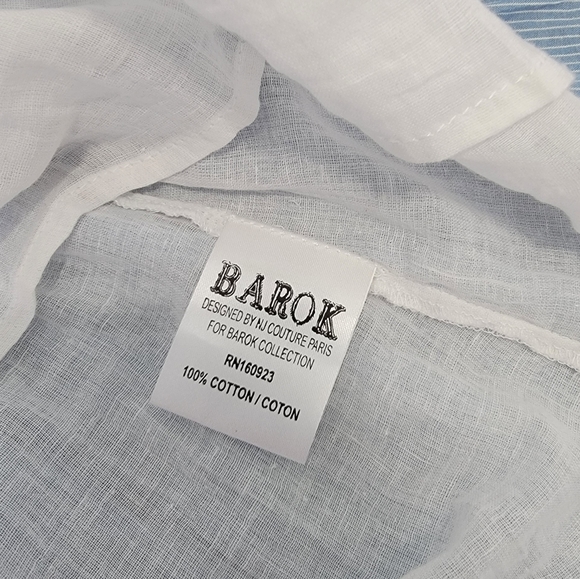 BAROK
DESIGNED BY NJ COUTURE PARIS
FOR BAROK COLLECTION
RN160923
100% COTTON / COTON